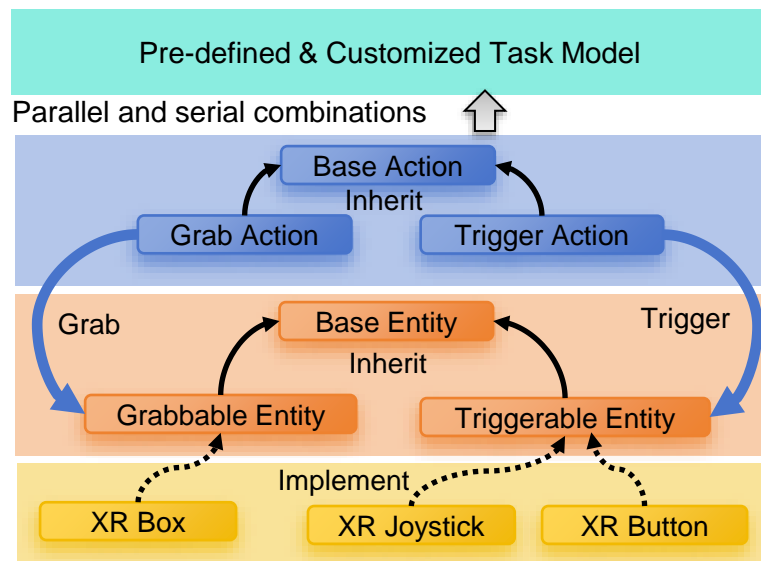 Pre-defined & Customized Task Model
Parallel and serial combinations
Base Action
Inherit
Grab Action
Trigger Action
Grab
Base Entity
Trigger
Inherit
Grabbable Entity
Triggerable Entity
Implement
XR Box
XR Joystick
XR Button